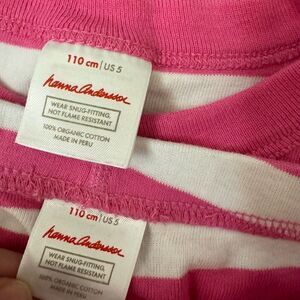 110 cm | US 5
hanna andersson
WEAR SNUG-FITTING,
NOT FLAME RESISTANT
100% ORGANIC COTTON
MADE IN PERU
110 cm | US 5
hanna andersson
WEAR SNUG-FITTING,
NOT FLAME RESISTANT
100% ORGANIC COTTON
MADE IN PERU